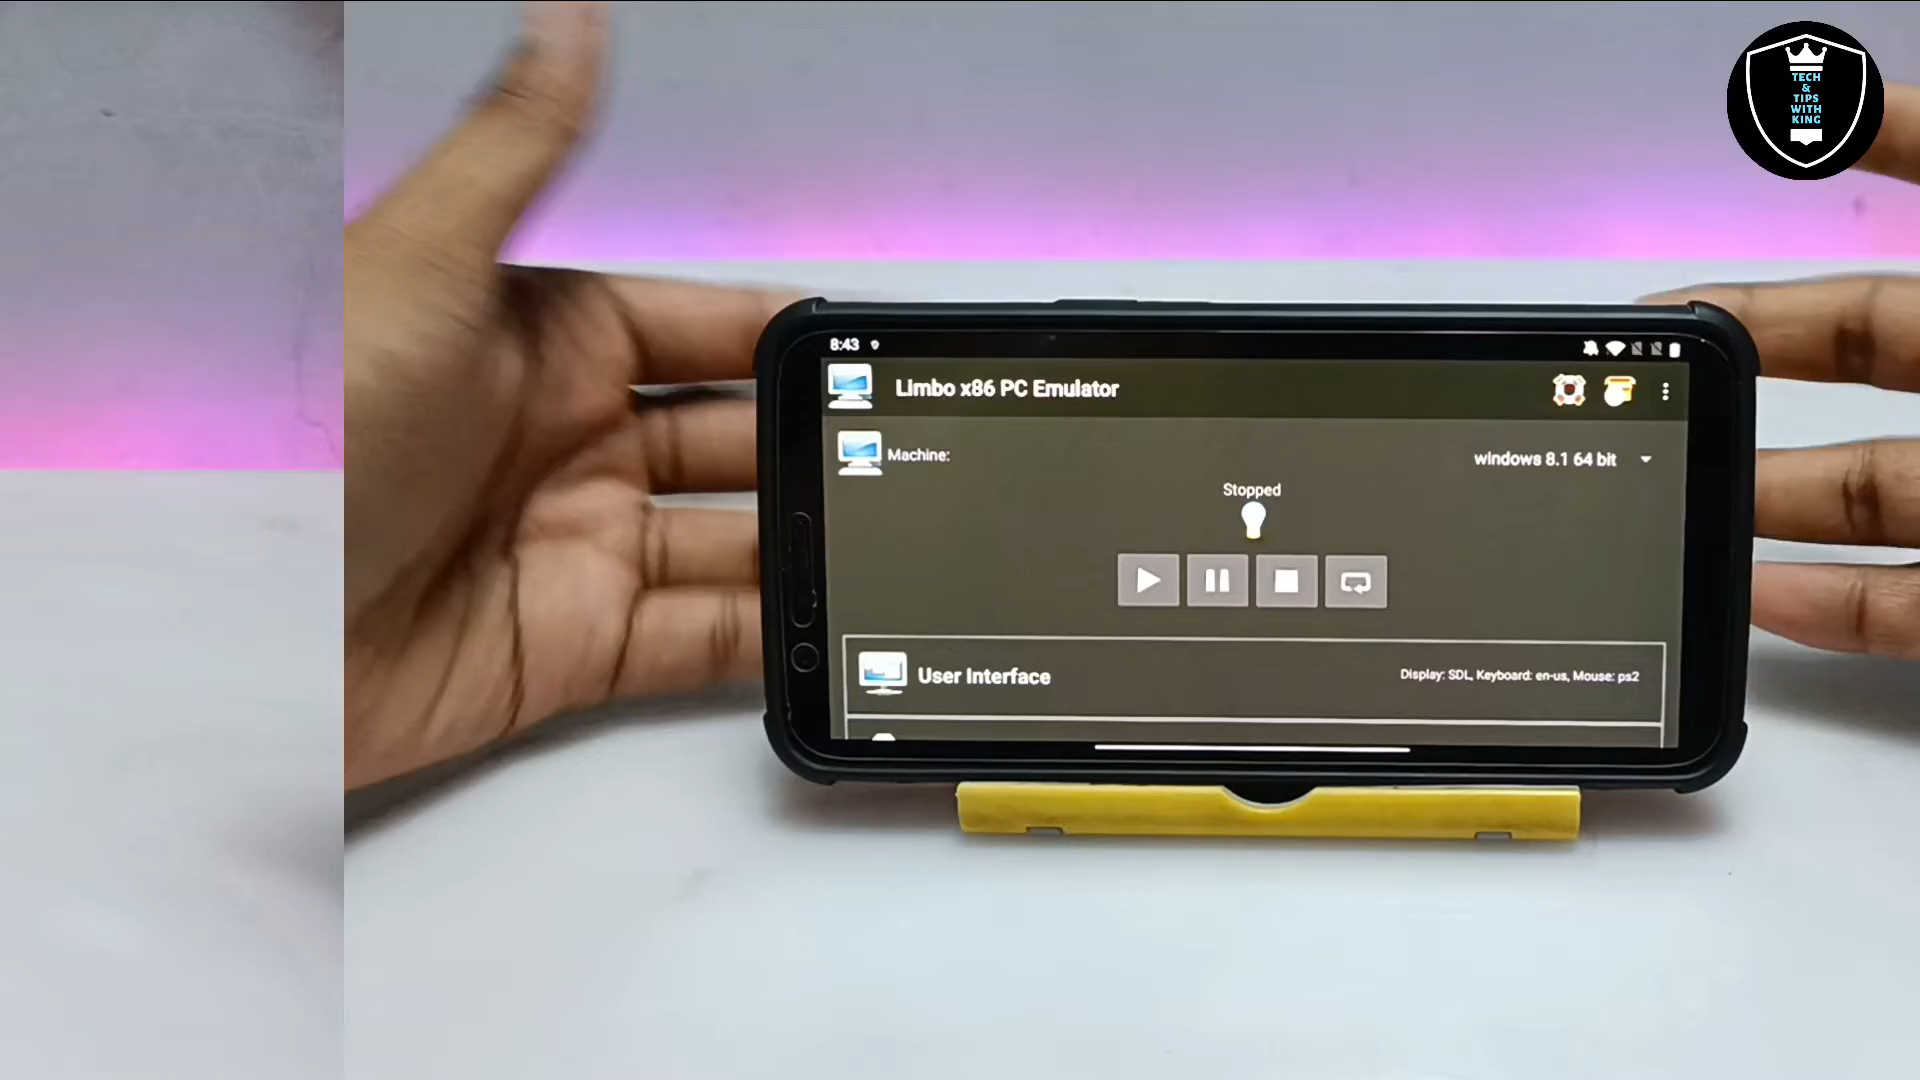 TECH
&
TIPS
WITH
KING
8:43
Limbo x86 PC Emulator
Machine:
windows 8.1 64 bit
Stopped
User Interface
Display: SDL, Keyboard: en-us, Mouse: ps2